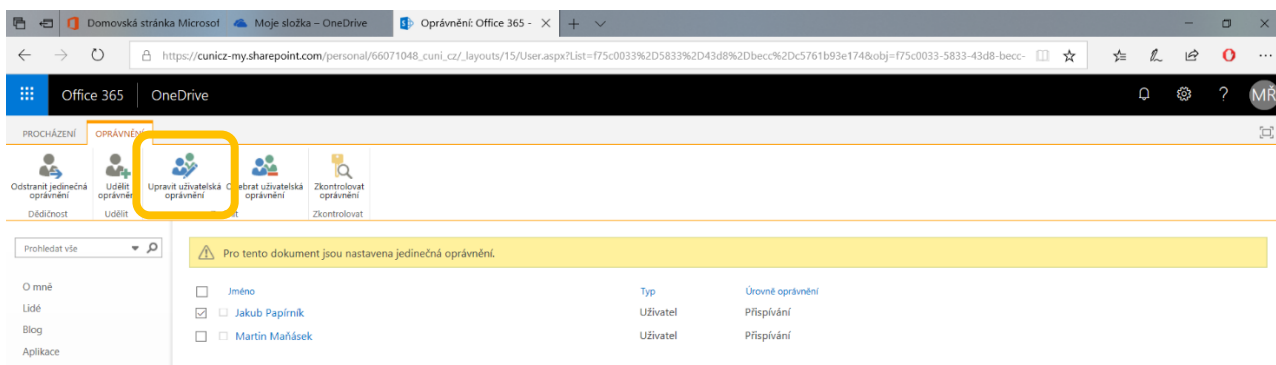 Domovská stránka Microsof
Moje složka – OneDrive
Oprávnění: Office 365 -
https://cunicz-my.sharepoint.com/personal/66071048_cuni_cz/_layouts/15/User.aspx?List=f75c0033%2D5833%2D43d8%2Dbecc%2Dc5761b93e174&obj=f75c0033-5833-43d8-becc-
Office 365 OneDrive
MŘ
PROCHÁZENÍ OPRÁVNĚNÍ
Odstranit jedinečná oprávnění
Udělit oprávnění
Upravit uživatelská oprávnění
uživatelská oprávnění
Zkontrolovat oprávnění
Dědičnost Udělit Zkontrolovat
Prohledat vše
Pro tento dokument jsou nastavena jedinečná oprávnění.
O mně
Lidé
Blog
Aplikace
Jméno Typ Úrovně oprávnění
Jakub Papírník Uživatel Přispívání
Martin Maňásek Uživatel Přispívání